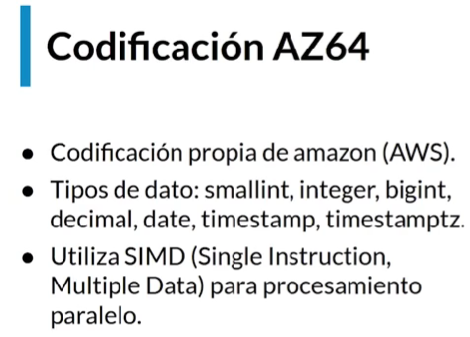 Codificación AZ64
● Codificación propia de amazon (AWS).
● Tipos de dato: smallint, integer, bigint,
decimal, date, timestamp, timestamptz.
● Utiliza SIMD (Single Instruction,
Multiple Data) para procesamiento
paralelo.